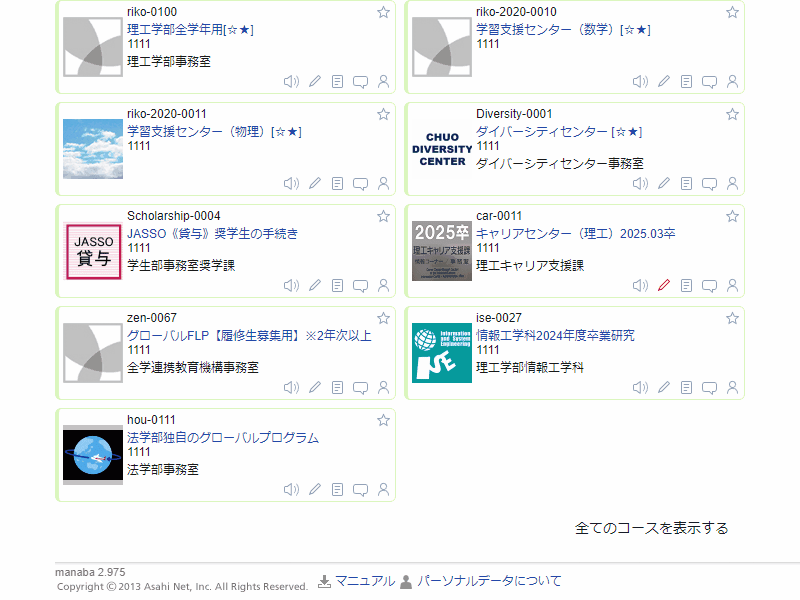 riko-0100
理工学部全学年用[☆★]
1111
理工学部事務室
riko-2020-0010
学習支援センター（数学）[☆★]
1111
riko-2020-0011
学習支援センター（物理）[☆★]
1111
CHUO
DIVERSITY
CENTER
Diversity-0001
ダイバーシティセンター [☆★]
1111
ダイバーシティセンター事務室
JASSO
貸与
Scholarship-0004
JASSO《貸与》奨学生の手続き
1111
学生部事務室奨学課
2025卒
理工キャリア支援課
car-0011
キャリアセンター（理工）2025.03卒
1111
理工キャリア支援課
zen-0067
グローバルFLP【履修生募集用】※2年次以上
1111
全学連携教育機構事務室
Information
and System
Engineering
ISE
ise-0027
情報工学科2024年度卒業研究
1111
理工学部情報工学科
hou-0111
法学部独自のグローバルプログラム
1111
法学部事務室
全てのコースを表示する
manaba 2.975
Copyright © 2013 Asahi Net, Inc. All Rights Reserved.
マニュアル
パーソナルデータについて